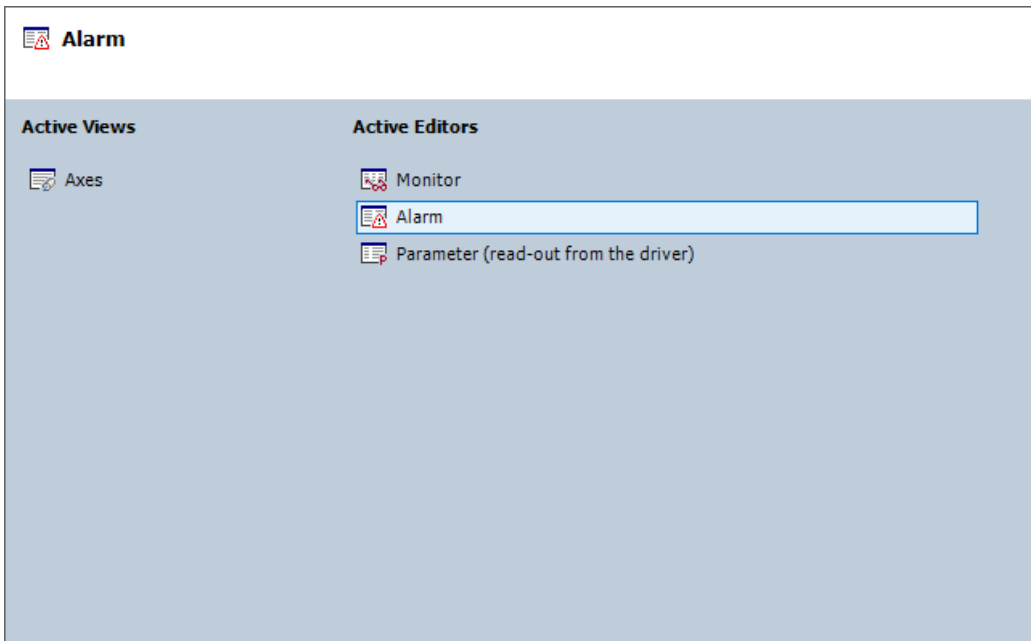 Alarm
Active Views
Active Editors
Axes
Monitor
Alarm
Parameter (read-out from the driver)